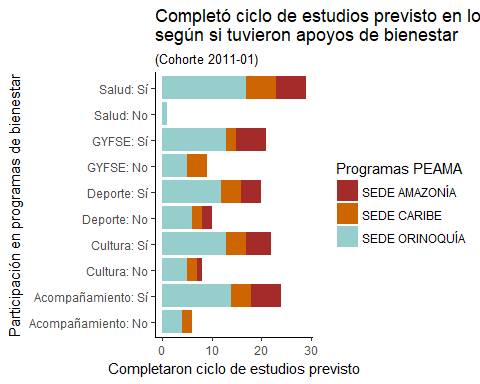 Completó ciclo de estudios previsto en lo
según si tuvieron apoyos de bienestar
(Cohorte 2011-01)
Participación en programas de bienestar
Salud: Sí
Salud: No
GYFSE: Sí
GYFSE: No
Deporte: Sí
Deporte: No
Cultura: Sí
Cultura: No
Acompañamiento: Sí
Acompañamiento: No
0 10 20 30
Completaron ciclo de estudios previsto
Programas PEAMA
SEDE AMAZONÍA
SEDE CARIBE
SEDE ORINOQUÍA